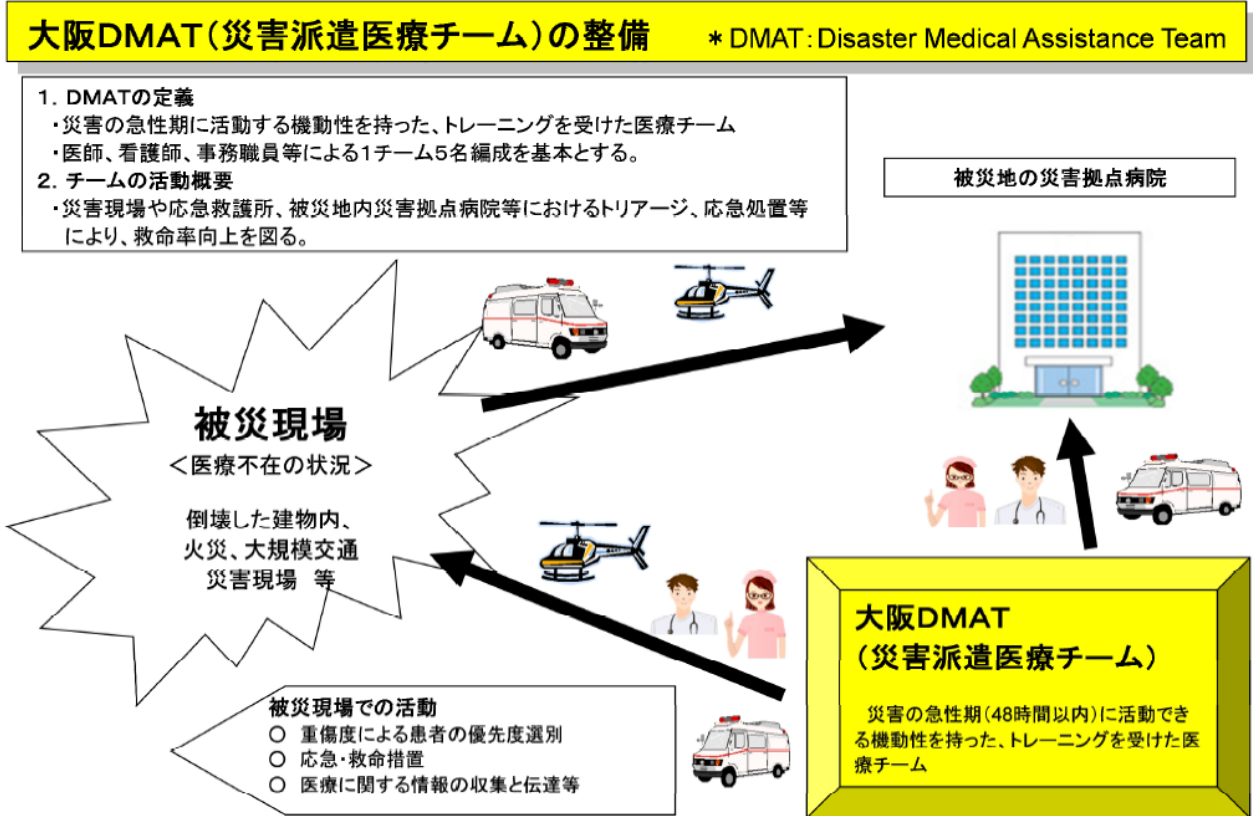 大阪DMAT(災害派遣医療チーム)の整備　＊DMAT:Disaster Medical Assistance Team
１．DMATの定義
・災害の急性期に活動する機動性を持った、トレーニングを受けた医療チーム
・医師、看護師、事務職員等による１チーム５名編成を基本とする。
２．チームの活動概要
・災害現場や応急救護所、被災地内災害拠点病院等におけるトリアージ、応急処置等
により、救命率向上を図る。
被災地の災害拠点病院
被災現場
＜医療不在の状況＞
倒壊した建物内、
火災、大規模交通
災害現場　等
大阪DMAT
（災害派遣医療チーム）
災害の急性期(48時間以内)に活動でき
る機動性を持った、トレーニングを受けた医
療チーム
被災現場での活動
○　重傷度による患者の優先度選別
○　応急・救命措置
○　医療に関する情報の収集と伝達等